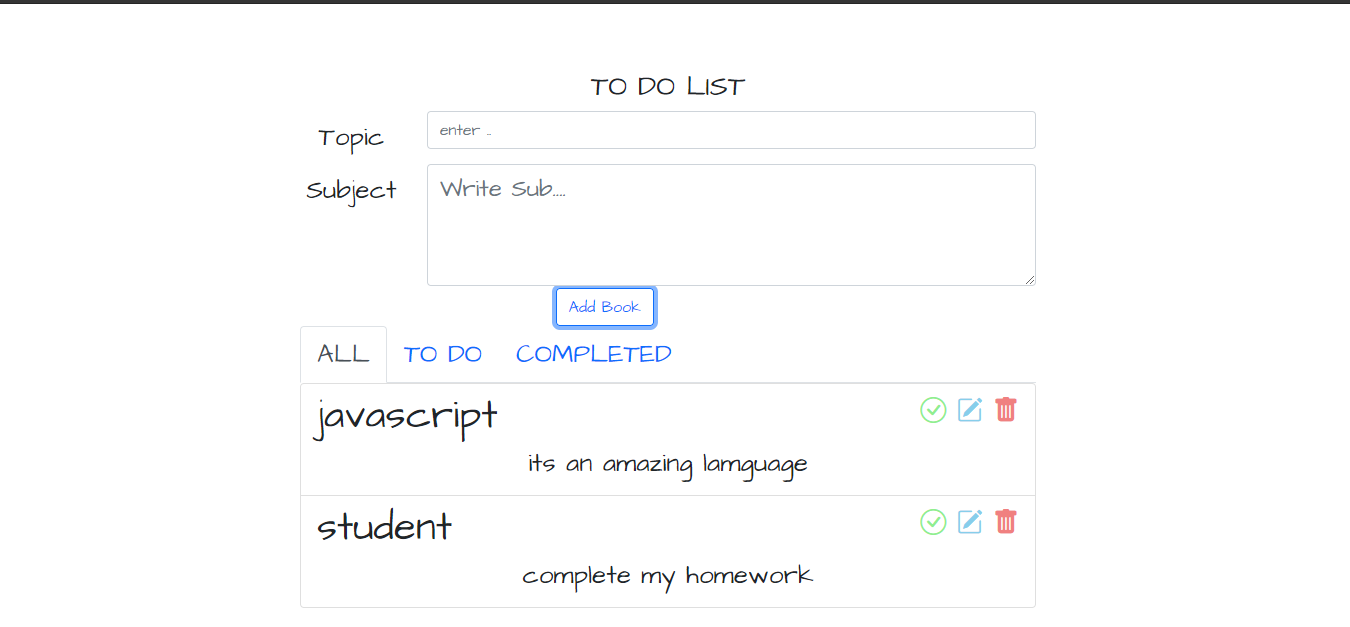 TO DO LIST
Topic
enter ..
Subject
Write Sub....
Add Book
ALL TO DO COMPLETED
javascript
its an amazing lamguage
student
complete my homework